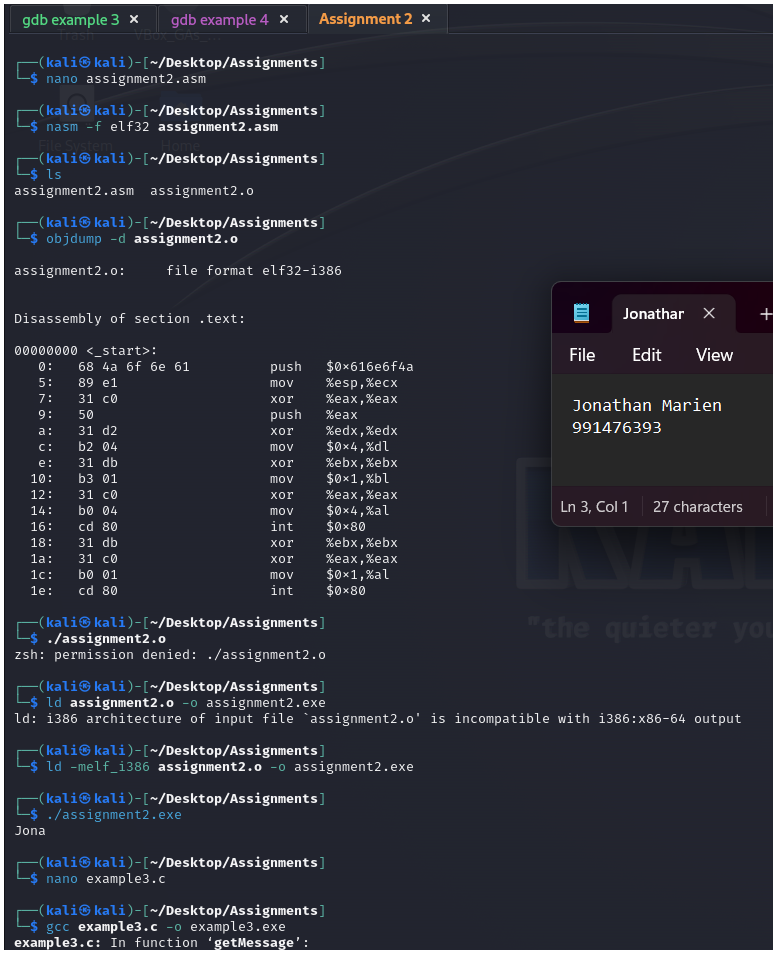 gdb example 3 × gdb example 4 × Assignment 2 ×
Trash VBox_GAs_...
┌──(kali㉿kali)-[~/Desktop/Assignments]
└─$ nano assignment2.asm
┌──(kali㉿kali)-[~/Desktop/Assignments]
└─$ nasm -f elf32 assignment2.asm
File System Home
┌──(kali㉿kali)-[~/Desktop/Assignments]
└─$ ls
assignment2.asm  assignment2.o
┌──(kali㉿kali)-[~/Desktop/Assignments]
└─$ objdump -d assignment2.o
assignment2.o:     file format elf32-i386
Disassembly of section .text:
00000000 <_start>:
   0:   68 4a 6f 6e 61          push   $0×616e6f4a
   5:   89 e1                   mov    %esp,%ecx
   7:   31 c0                   xor    %eax,%eax
   9:   50                      push   %eax
   a:   31 d2                   xor    %edx,%edx
   c:   b2 04                   mov    $0×4,%dl
   e:   31 db                   xor    %ebx,%ebx
  10:   b3 01                   mov    $0×1,%bl
  12:   31 c0                   xor    %eax,%eax
  14:   b0 04                   mov    $0×4,%al
  16:   cd 80                   int    $0×80
  18:   31 db                   xor    %ebx,%ebx
  1a:   31 c0                   xor    %eax,%eax
  1c:   b0 01                   mov    $0×1,%al
  1e:   cd 80                   int    $0×80
┌──(kali㉿kali)-[~/Desktop/Assignments]
└─$ ./assignment2.o
zsh: permission denied: ./assignment2.o
┌──(kali㉿kali)-[~/Desktop/Assignments]
└─$ ld assignment2.o -o assignment2.exe
ld: i386 architecture of input file `assignment2.o' is incompatible with i386:x86-64 output
┌──(kali㉿kali)-[~/Desktop/Assignments]
└─$ ld -melf_i386 assignment2.o -o assignment2.exe
┌──(kali㉿kali)-[~/Desktop/Assignments]
└─$ ./assignment2.exe
Jona
┌──(kali㉿kali)-[~/Desktop/Assignments]
└─$ nano example3.c
┌──(kali㉿kali)-[~/Desktop/Assignments]
└─$ gcc example3.c -o example3.exe
example3.c: In function ‘getMessage’:
Jonathar × +
File Edit View
Jonathan Marien
991476393
Ln 3, Col 1 27 characters
"the quieter you